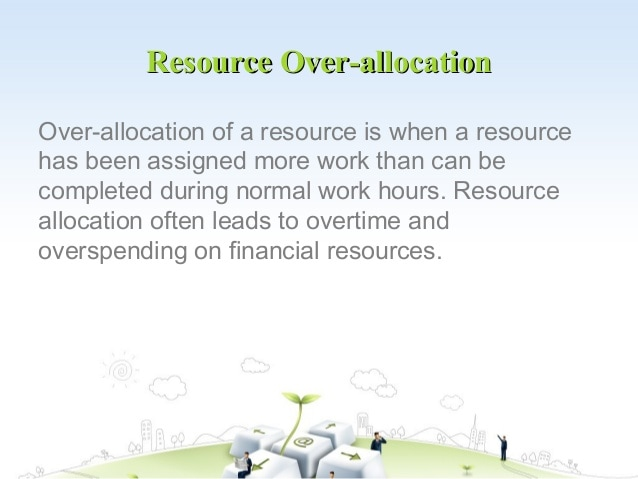 Resource Over-allocation
Over-allocation of a resource is when a resource
has been assigned more work than can be
completed during normal work hours. Resource
allocation often leads to overtime and
overspending on financial resources.
@